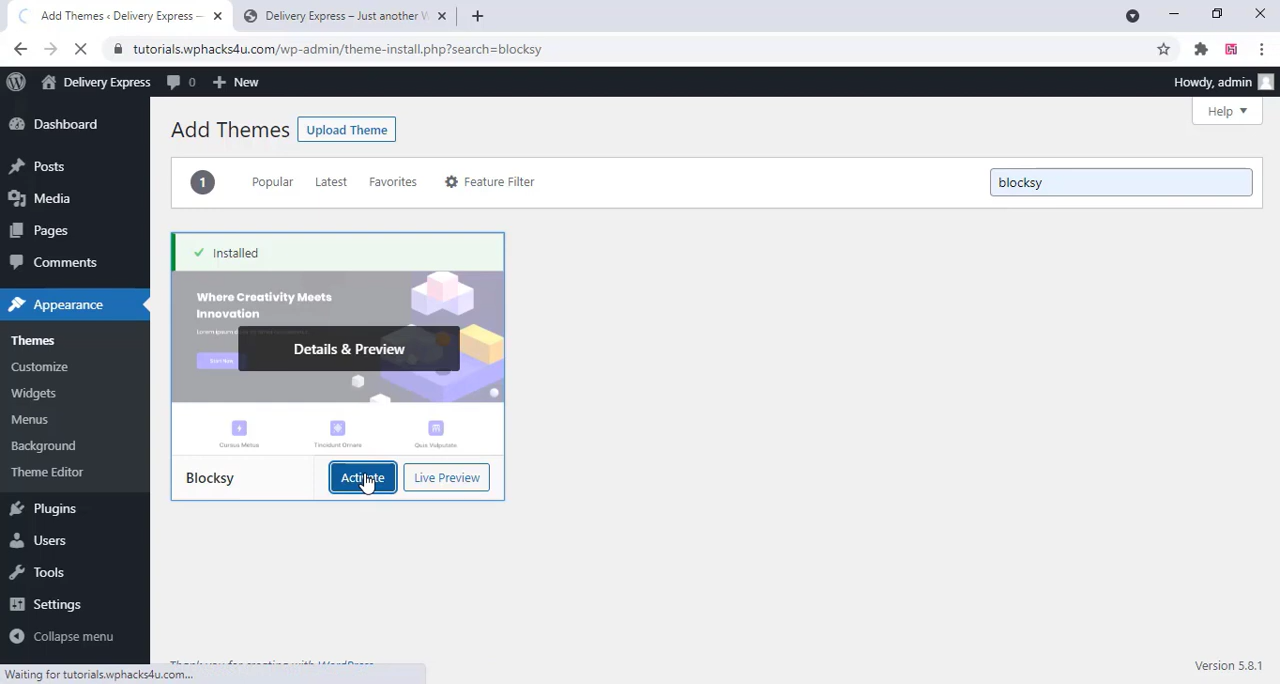 Add Themes ‹ Delivery Express —
Delivery Express – Just another W
tutorials.wphacks4u.com/wp-admin/theme-install.php?search=blocksy
Delivery Express
0
New
Howdy, admin
Dashboard
Posts
Media
Pages
Comments
Appearance
Themes
Customize
Widgets
Menus
Background
Theme Editor
Plugins
Users
Tools
Settings
Collapse menu
Help
Add Themes
Upload Theme
1
Popular
Latest
Favorites
Feature Filter
blocksy
Installed
Where Creativity Meets
Innovation
Details & Preview
Cursus Metus
Tincidunt Ornare
Quis Vulputate
Blocksy
Activate
Live Preview
Thank you for creating with WordPress
Version 5.8.1
Waiting for tutorials.wphacks4u.com...